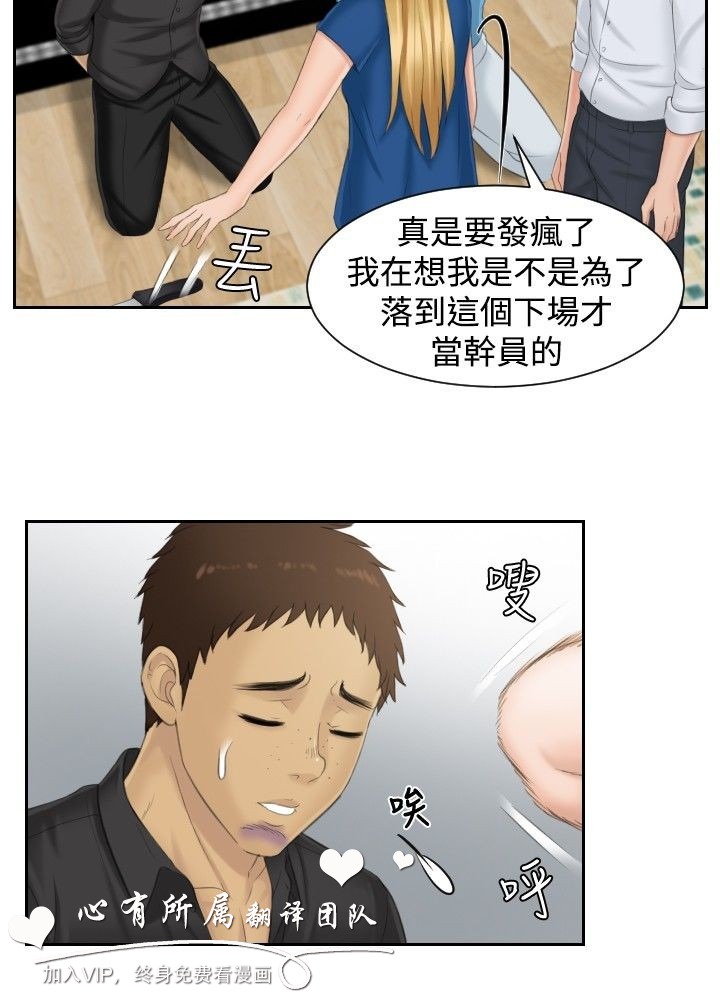 丟
真是要發瘋了
我在想我是不是為了
落到這個下場才
當幹員的
嗖
唉
呼
心有所属翻译团队
加入VIP，终身免费看漫画